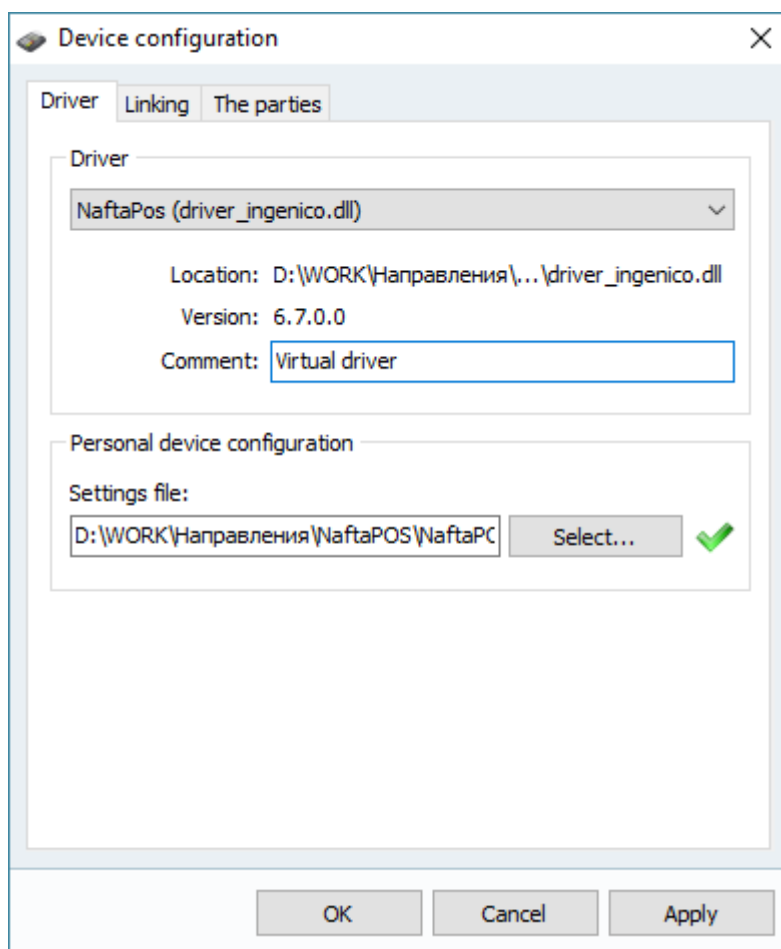 Device configuration
Driver Linking The parties
Driver
NaftaPos (driver_ingenico.dll)
Location: D:\WORK\Направления\...\driver_ingenico.dll
Version: 6.7.0.0
Comment: Virtual driver
Personal device configuration
Settings file:
D:\WORK\Направления\NaftaPOS\NaftaPC Select...
OK Cancel Apply